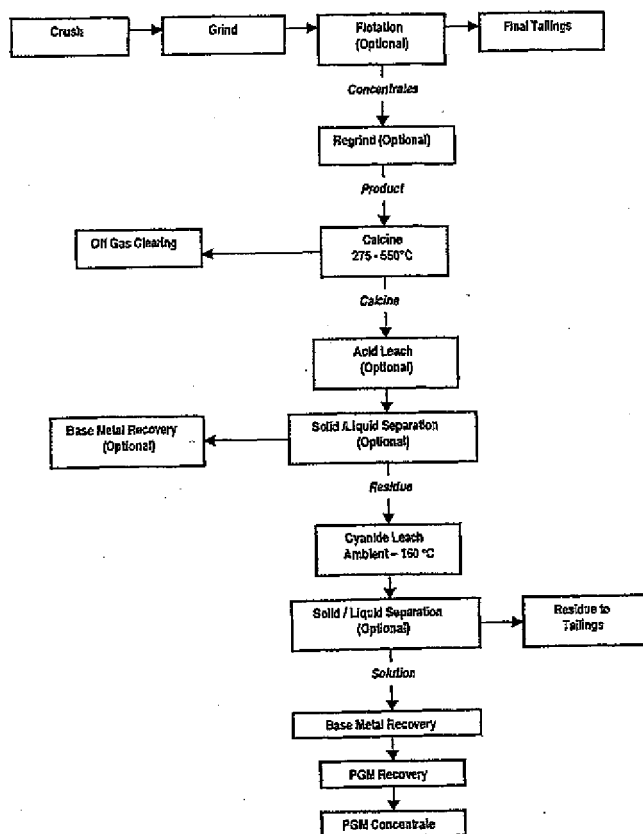 Crush
Grind
Flotation
(Optional)
Final Tailings
Concentrates
Regrind (Optional)
Product
Off Gas Clearing
Calcine
275 - 550°C
Calcine
Acid Leach
(Optional)
Base Metal Recovery
(Optional)
Solid /Liquid Separation
(Optional)
Residue
Cyanide Leach
Ambient – 160 °C
Solid / Liquid Separation
(Optional)
Residue to
Tailings
Solution
Base Metal Recovery
PGM Recovery
PGM Concentrate